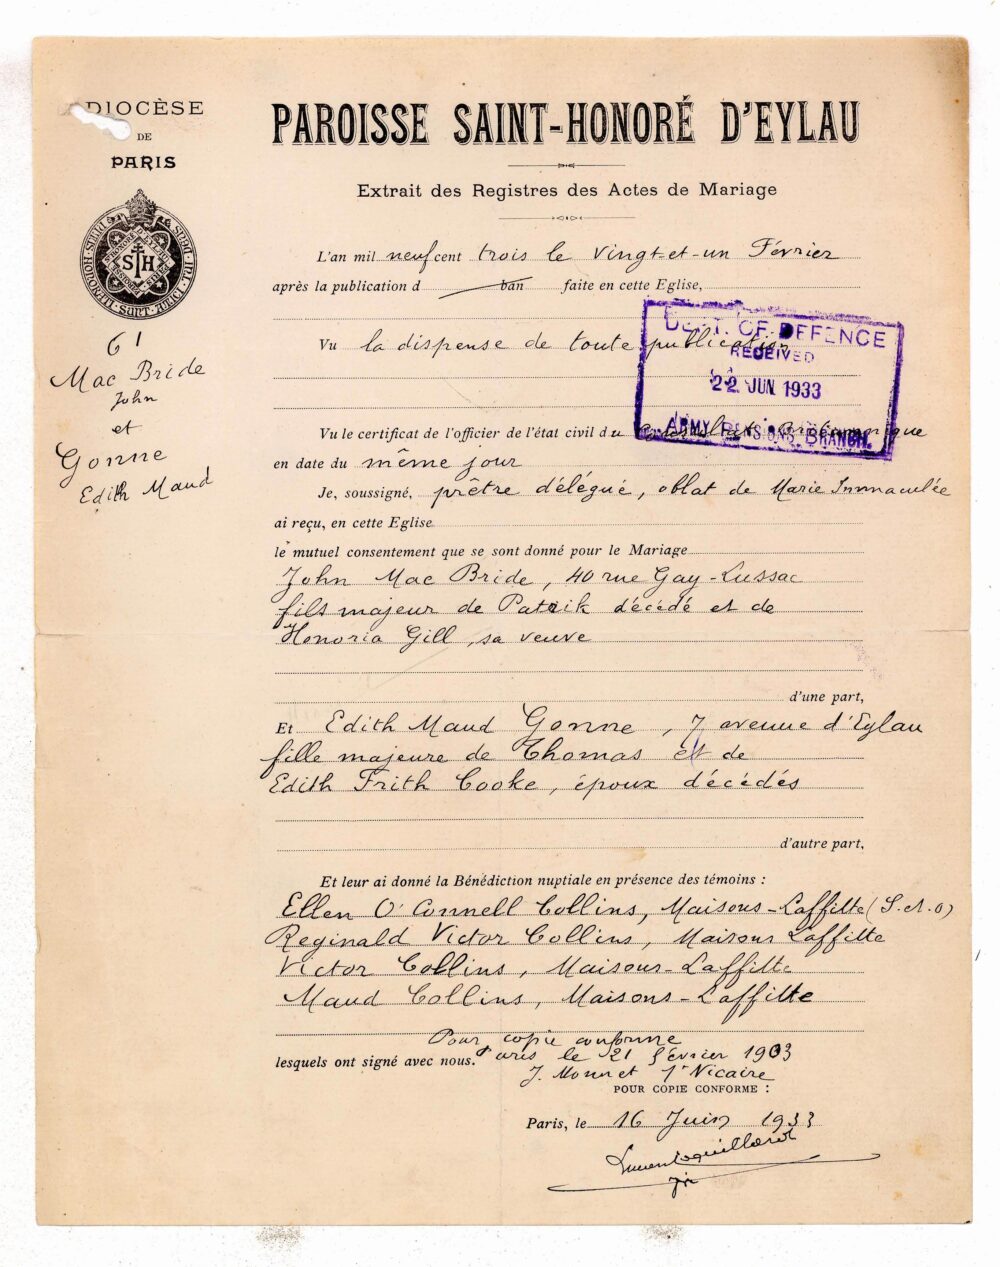 DIOCÈSE
DE
PARIS
S H
61
Mac Bride
John
et
Gonne
Edith Maud
PAROISSE SAINT-HONORÉ D'EYLAU
Extrait des Registres des Actes de Mariage
L'an mil neuf cent trois le vingt-et-un Février
après la publication d ban faite en cette Eglise,
Vu la dispense de toute publication
DEPT. OF DEFENCE
RECEIVED
22 JUN 1933
ARMY PENSIONS BRANCH.
Vu le certificat de l'officier de l'état civil du Consulat Britannique
en date du même jour
Je, soussigné, prêtre délégué, oblat de Marie Immaculée
ai reçu, en cette Eglise
le mutuel consentement que se sont donné pour le Mariage
John Mac Bride, 40 rue Gay-Lussac
fils majeur de Patrik décédé et de
Honoria Gill, sa veuve
d'une part,
Et Edith Maud Gonne, 7 avenue d'Eylau
fille majeure de Thomas et de
Edith Frith Cooke, époux décédés
d'autre part,
Et leur ai donné la Bénédiction nuptiale en présence des témoins :
Ellen O'Connell Collins, Maisons-Laffitte (S.et.O)
Reginald Victor Collins, Maisons Laffitte
Victor Collins, Maisons-Laffitte
Maud Collins, Maisons-Laffitte
Pour copie conforme
lesquels ont signé avec nous. Paris le 21 février 1903
J. Monnet 1r Vicaire
POUR COPIE CONFORME :
Paris, le 16 Juin 1933